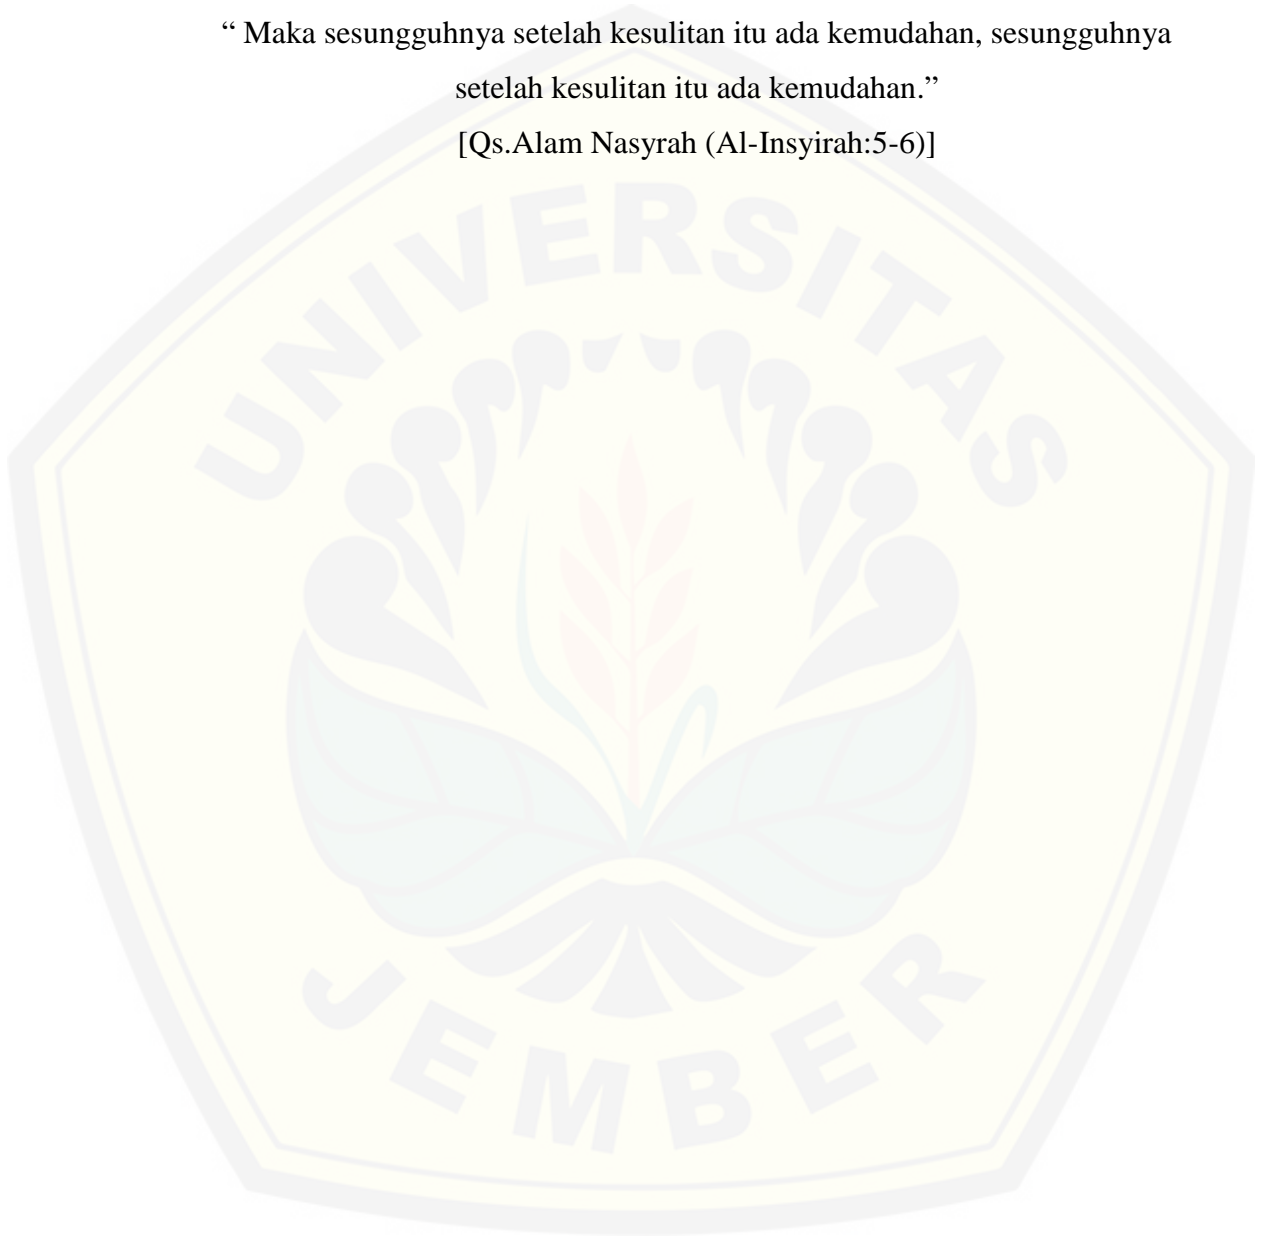 “ Maka sesungguhnya setelah kesulitan itu ada kemudahan, sesungguhnya
setelah kesulitan itu ada kemudahan.”
[Qs.Alam Nasyrah (Al-Insyirah:5-6)]
UNIVERSITAS
JEMBER